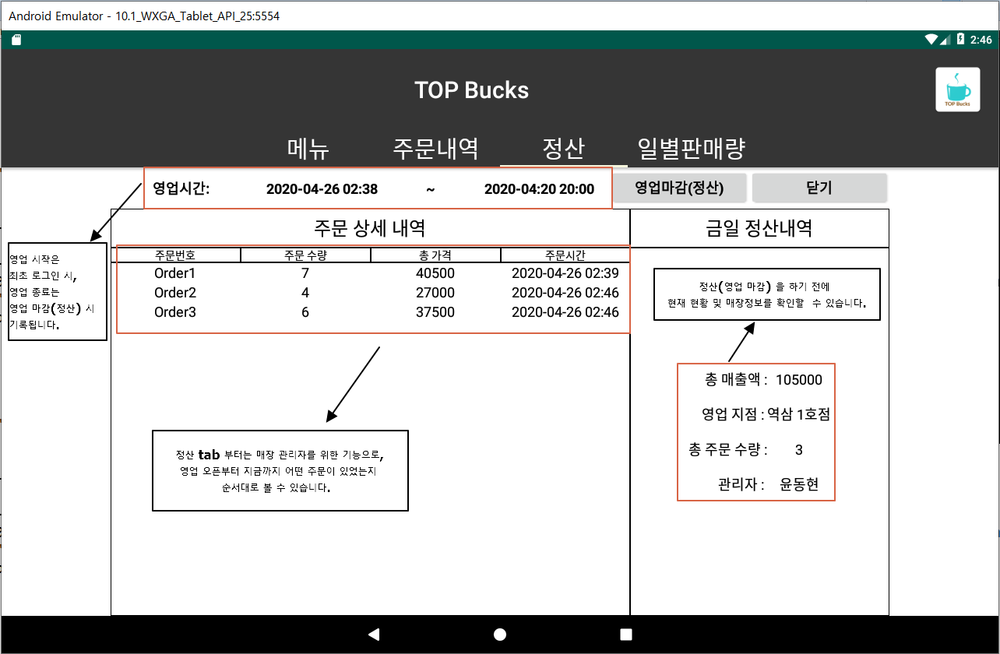 Android Emulator - 10.1_WXGA_Tablet_API_25:5554
2:46
TOP Bucks
TOP Bucks
메뉴 주문내역 정산 일별판매량
영업시간: 2020-04-26 02:38 ~ 2020-04:20 20:00 영업마감(정산) 닫기
주문 상세 내역
금일 정산내역
주문번호 주문 수량 총 가격 주문시간
Order1 7 40500 2020-04-26 02:39
Order2 4 27000 2020-04-26 02:46
Order3 6 37500 2020-04-26 02:46
영업 시작은
최초 로그인 시,
영업 종료는
영업 마감(정산) 시
기록됩니다.
정산(영업 마감) 을 하기 전에
현재 현황 및 매장정보를 확인할 수 있습니다.
총 매출액 : 105000
영업 지점 : 역삼 1호점
총 주문 수량 : 3
관리자 : 윤동현
정산 tab 부터는 매장 관리자를 위한 기능으로,
영업 오픈부터 지금까지 어떤 주문이 있었는지
순서대로 볼 수 있습니다.